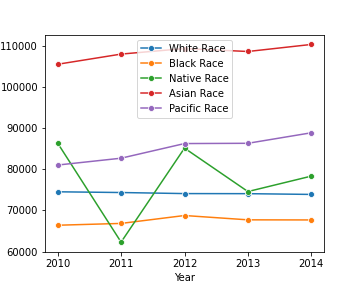 110000
100000
90000
80000
70000
60000
White Race
Black Race
Native Race
Asian Race
Pacific Race
2010 2011 2012 2013 2014
Year